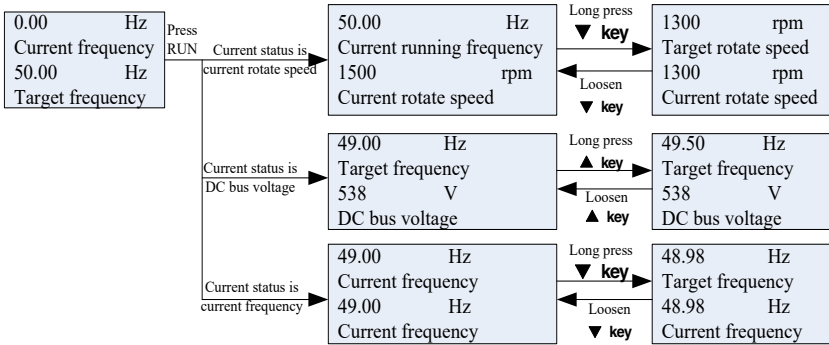 0.00 Hz
Current frequency
50.00 Hz
Target frequency
Press
RUN
Current status is
current rotate speed
50.00 Hz
Current running frequency
1500 rpm
Current rotate speed
Long press
▼ key
Loosen
▼ key
1300 rpm
Target rotate speed
1300 rpm
Current rotate speed
Current status is
DC bus voltage
49.00 Hz
Target frequency
538 V
DC bus voltage
Long press
▲ key
Loosen
▲ key
49.50 Hz
Target frequency
538 V
DC bus voltage
Current status is
current frequency
49.00 Hz
Current frequency
49.00 Hz
Current frequency
Long press
▼ key
Loosen
▼ key
48.98 Hz
Target frequency
48.98 Hz
Current frequency